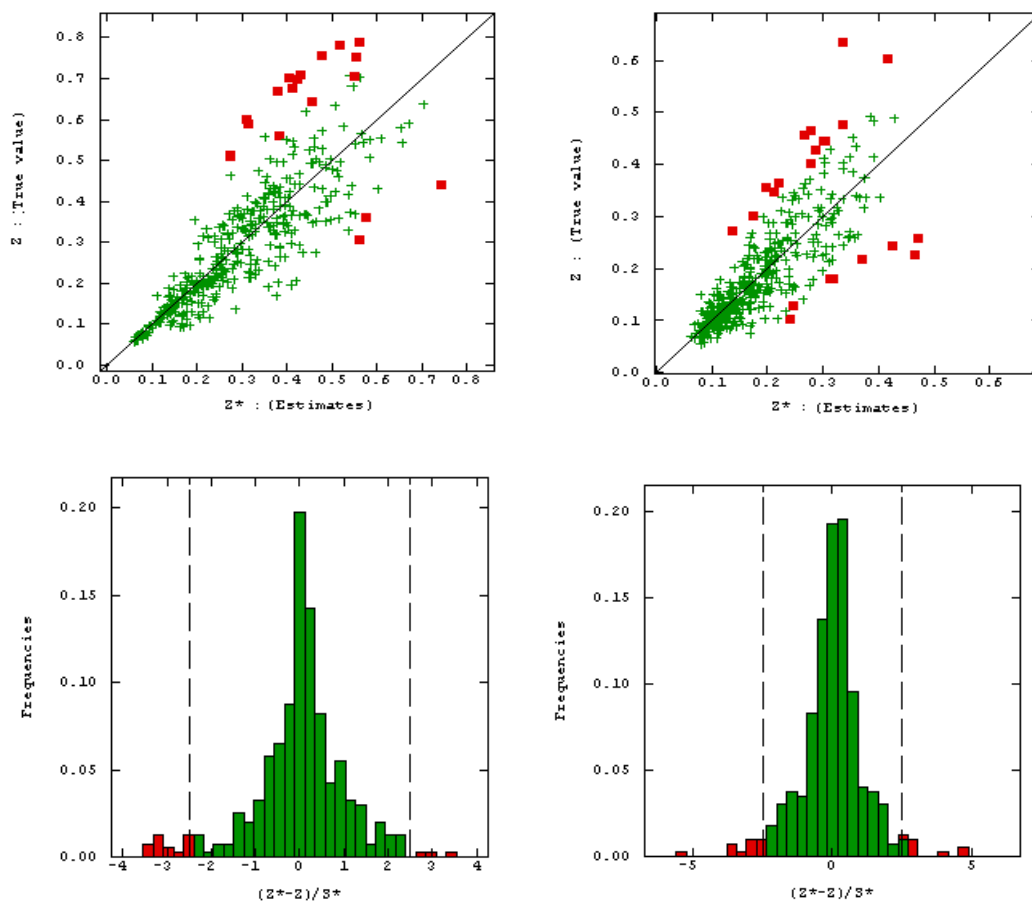 0.8
0.7
0.6
0.5
0.4
0.3
0.2
0.1
0.0
Z : (True value)
0.0 0.1 0.2 0.3 0.4 0.5 0.6 0.7 0.8
Z* : (Estimates)
0.6
0.5
0.4
0.3
0.2
0.1
0.0
Z : (True value)
0.0 0.1 0.2 0.3 0.4 0.5 0.6
Z* : (Estimates)
0.20
0.15
0.10
0.05
0.00
Frequencies
-4 -3 -2 -1 0 1 2 3 4
(Z*-Z)/S*
0.20
0.15
0.10
0.05
0.00
Frequencies
-5 0 5
(Z*-Z)/S*